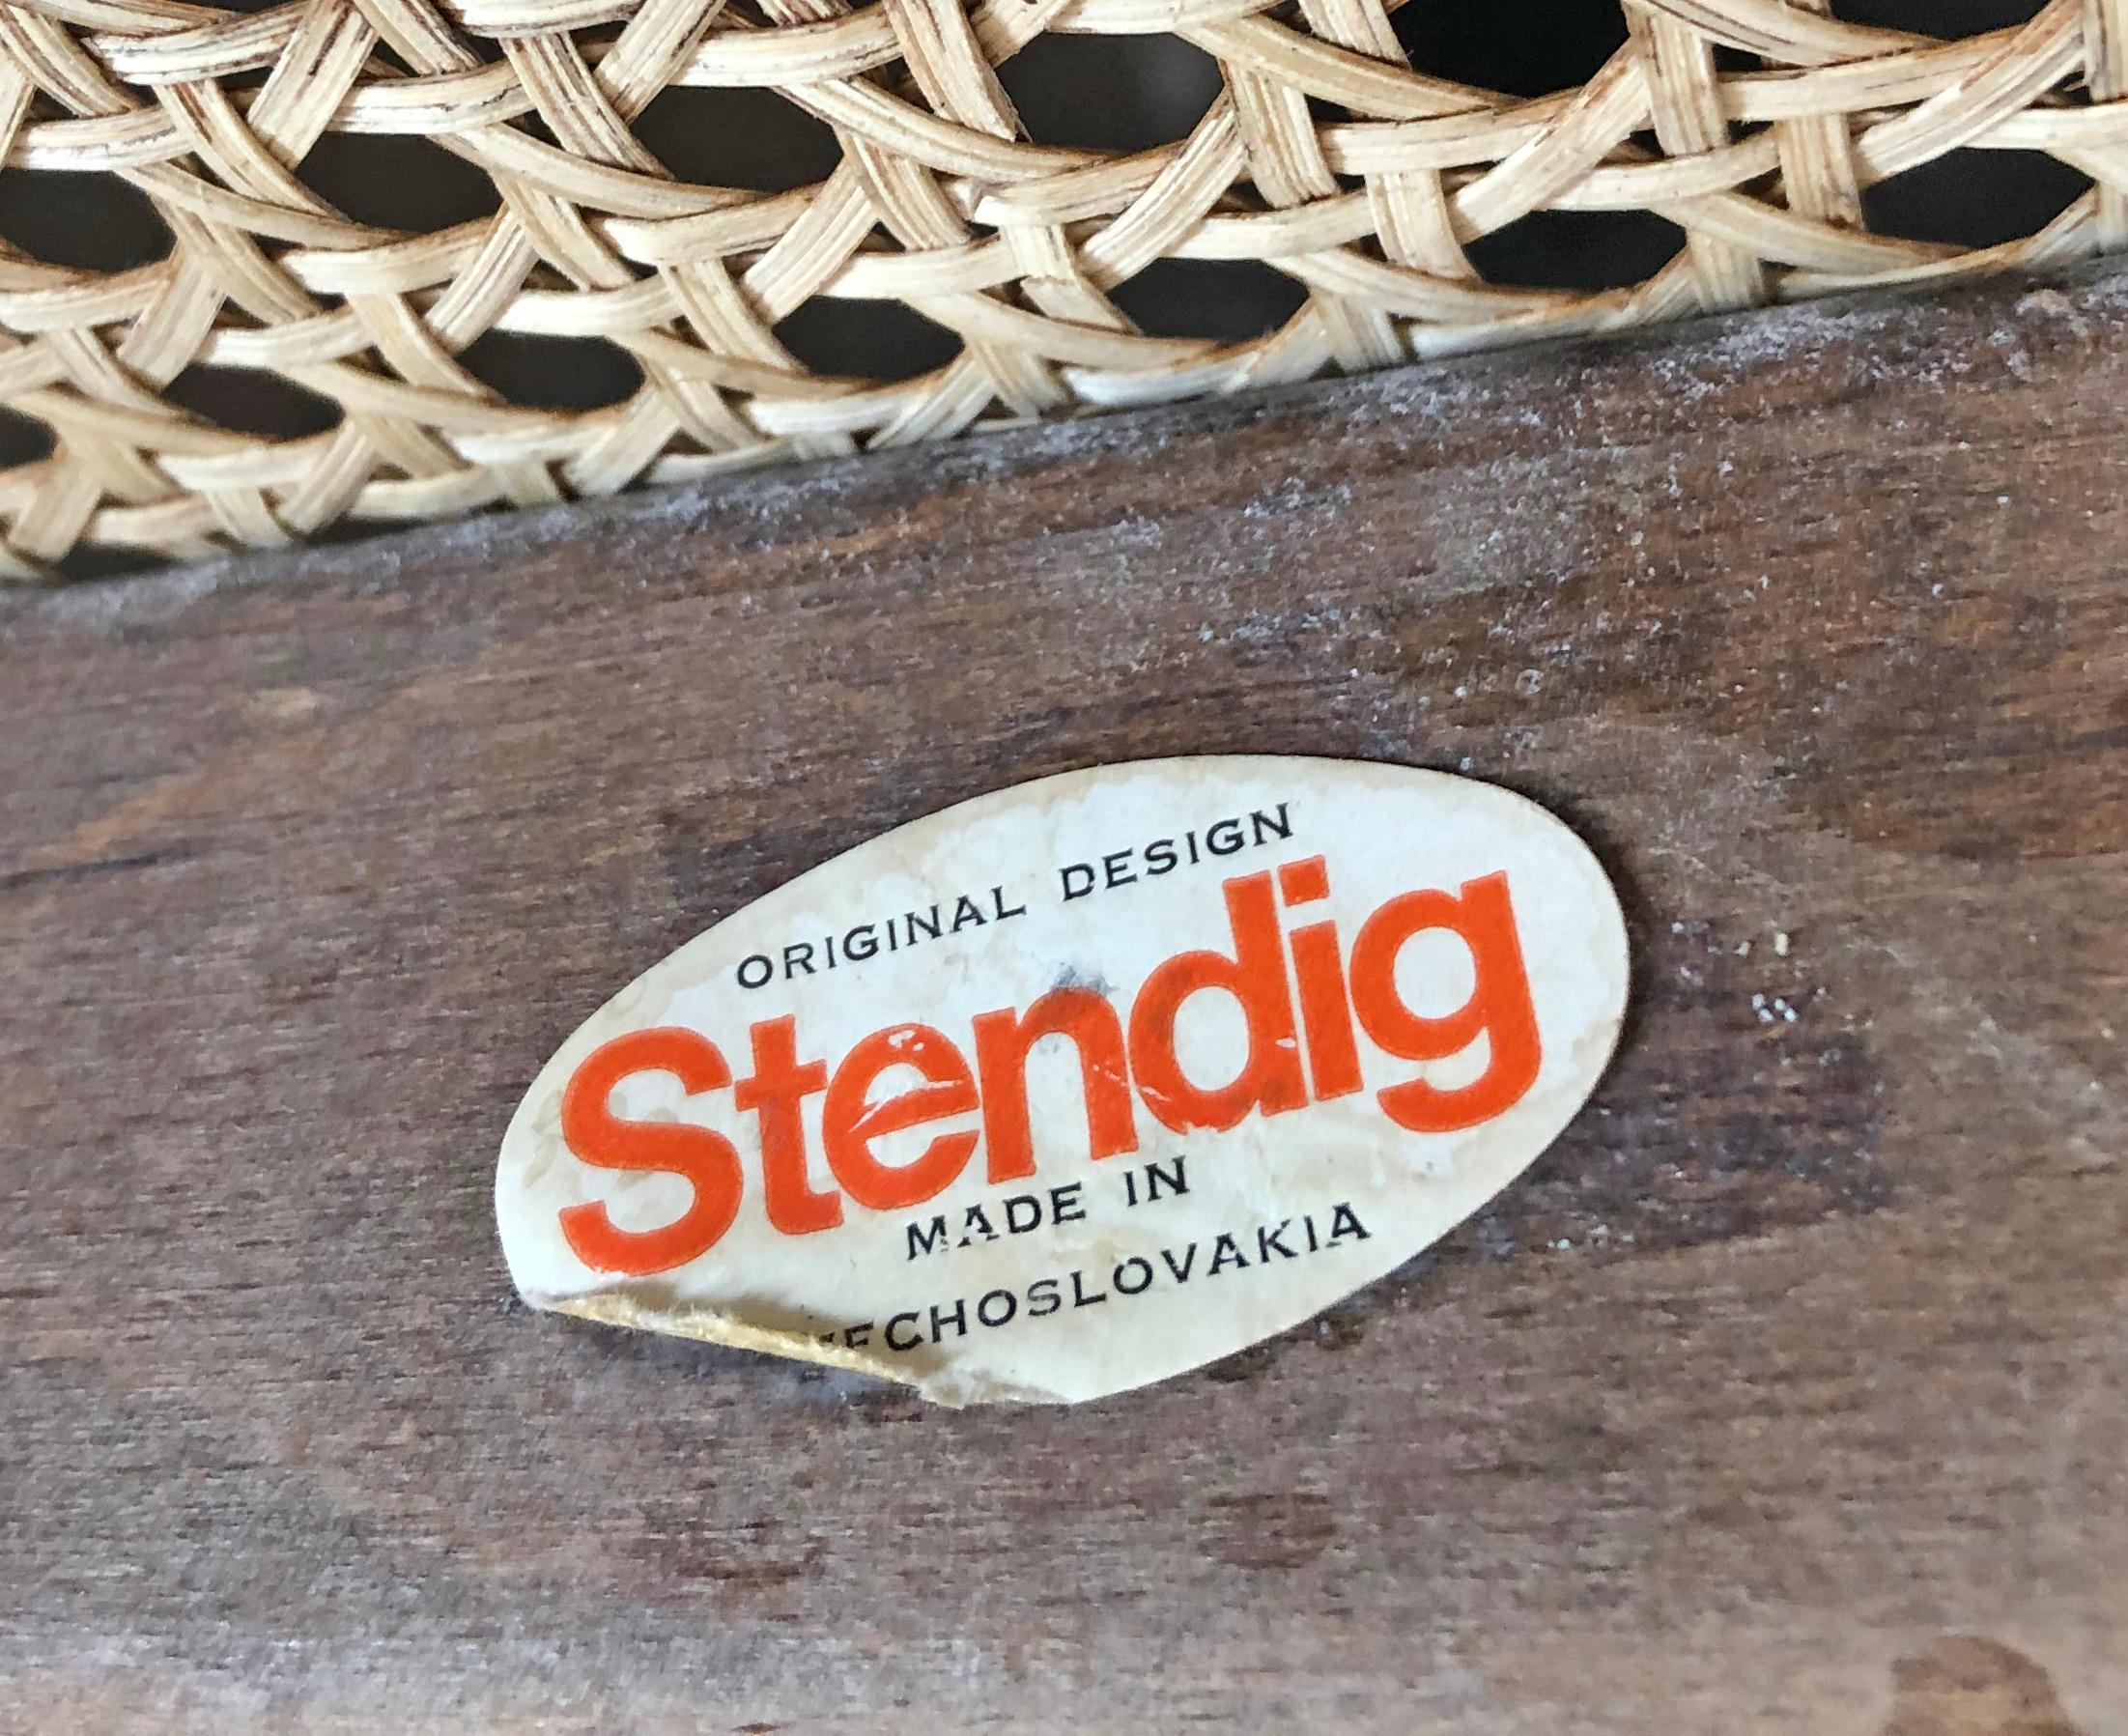 ORIGINAL DESIGN
Stendig
MADE IN
ECHOSLOVAKIA